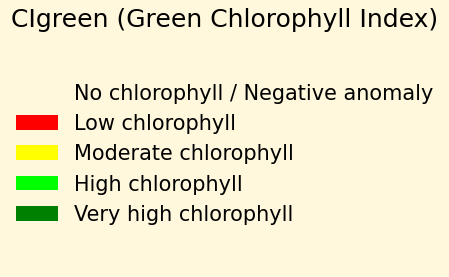 CIgreen (Green Chlorophyll Index)
No chlorophyll / Negative anomaly
Low chlorophyll
Moderate chlorophyll
High chlorophyll
Very high chlorophyll